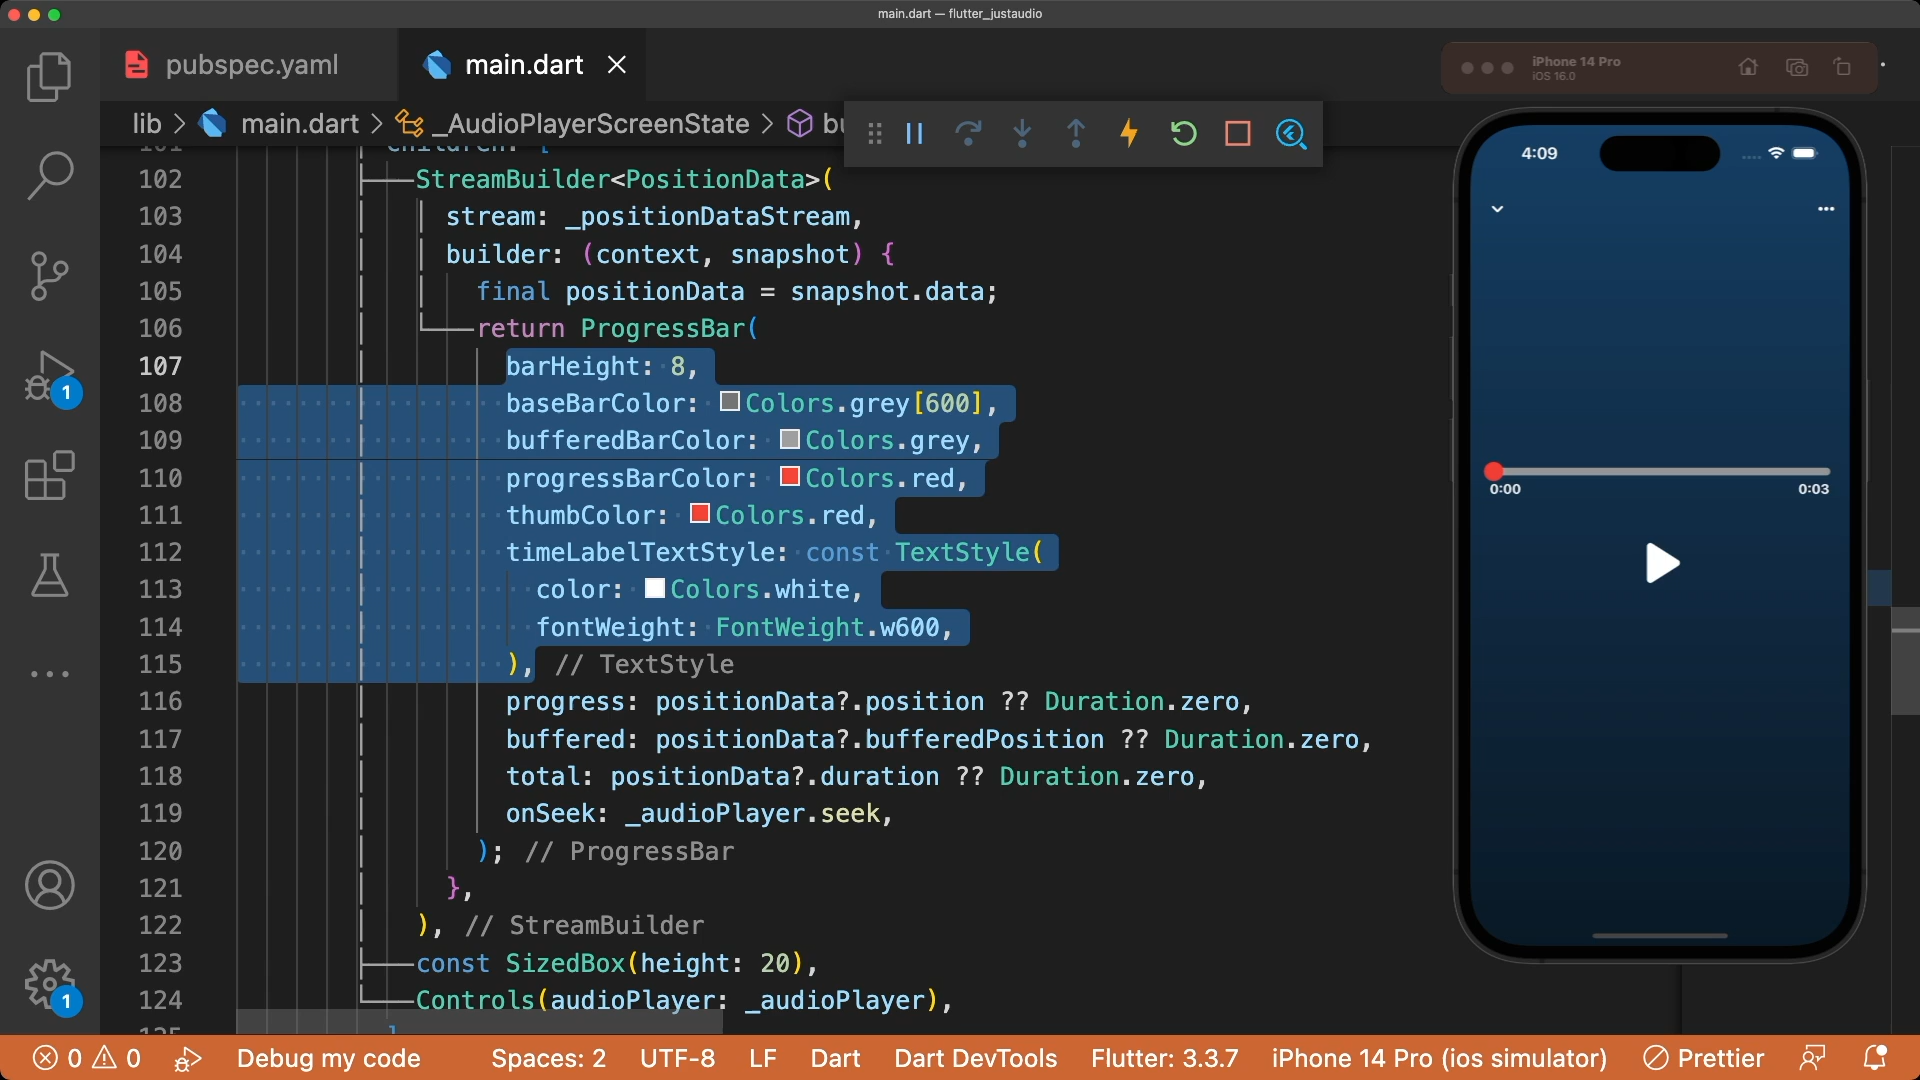 main.dart — flutter_justaudio
pubspec.yaml
main.dart
lib > main.dart > _AudioPlayerScreenState >
102 StreamBuilder<PositionData>(
103 stream: _positionDataStream,
104 builder: (context, snapshot) {
105 final positionData = snapshot.data;
106 return ProgressBar(
107 barHeight: 8,
108 baseBarColor: Colors.grey[600],
109 bufferedBarColor: Colors.grey,
110 progressBarColor: Colors.red,
111 thumbColor: Colors.red,
112 timeLabelTextStyle: const TextStyle(
113 color: Colors.white,
114 fontWeight: FontWeight.w600,
115 ), // TextStyle
116 progress: positionData?.position ?? Duration.zero,
117 buffered: positionData?.bufferedPosition ?? Duration.zero,
118 total: positionData?.duration ?? Duration.zero,
119 onSeek: _audioPlayer.seek,
120 ); // ProgressBar
121 },
122 ), // StreamBuilder
123 const SizedBox(height: 20),
124 Controls(audioPlayer: _audioPlayer),
1
1
iPhone 14 Pro
iOS 16.0
4:09
0:00 0:03
0 0 Debug my code Spaces: 2 UTF-8 LF Dart Dart DevTools Flutter: 3.3.7 iPhone 14 Pro (ios simulator) Prettier